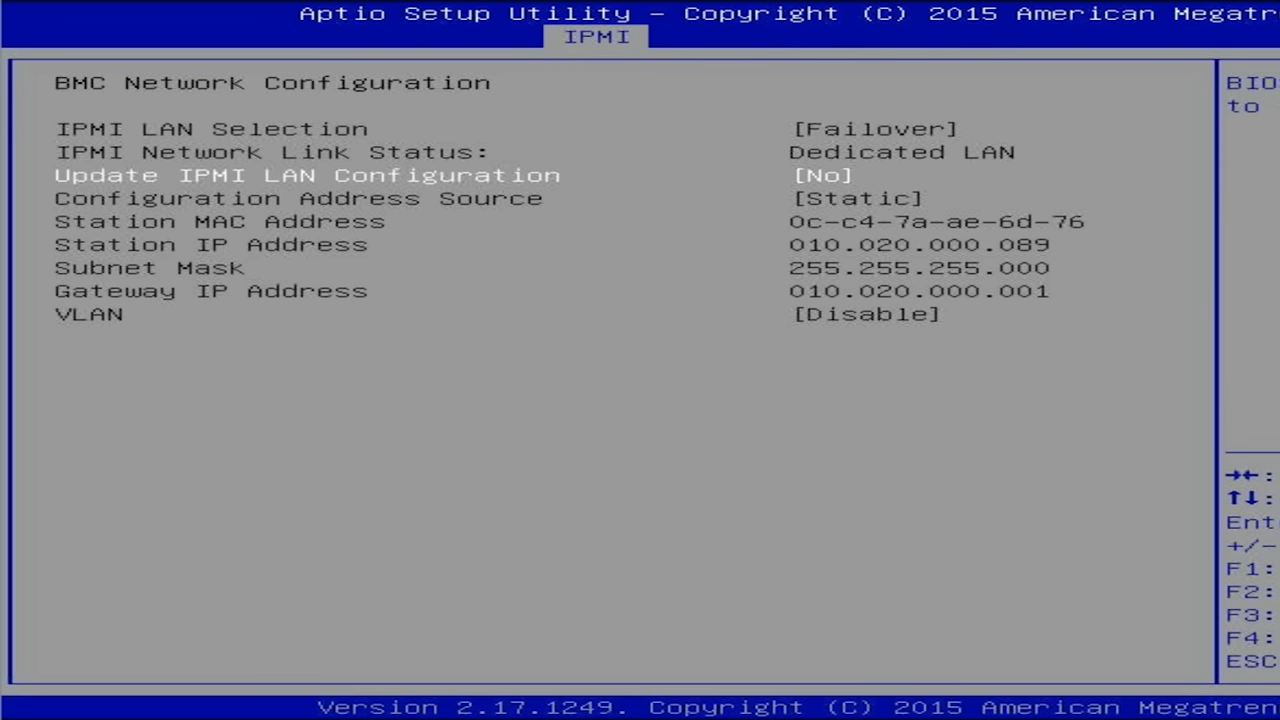 Aptio Setup Utility – Copyright (C) 2015 American Megatr
IPMI
BMC Network Configuration
IPMI LAN Selection [Failover]
IPMI Network Link Status: Dedicated LAN
Update IPMI LAN Configuration [No]
Configuration Address Source [Static]
Station MAC Address 0c-c4-7a-ae-6d-76
Station IP Address 010.020.000.089
Subnet Mask 255.255.255.000
Gateway IP Address 010.020.000.001
VLAN [Disable]
BIO
to
→←:
↑↓:
Ent
+/-
F1:
F2:
F3:
F4:
ESC
Version 2.17.1249. Copyright (C) 2015 American Megatren